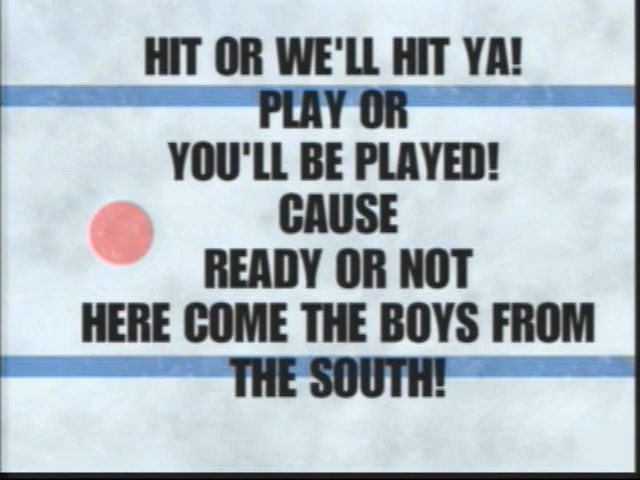 HIT OR WE'LL HIT YA!
PLAY OR
YOU'LL BE PLAYED!
CAUSE
READY OR NOT
HERE COME THE BOYS FROM
THE SOUTH!